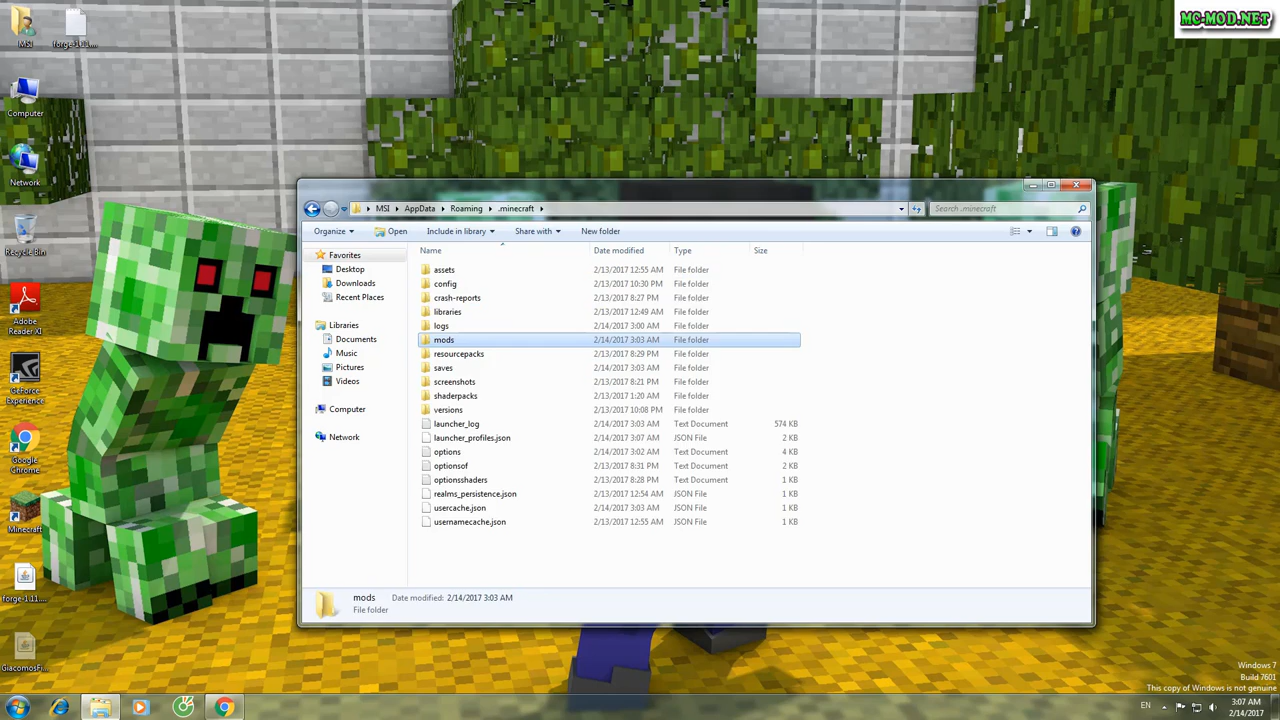 MC-MOD.NET
MSI
forge-1.11....
Computer
Network
Recycle Bin
Adobe
Reader XI
GeForce
Experience
Google
Chrome
Minecraft
forge-1.11....
GiacomosFi...
MSI AppData Roaming .minecraft
Search .minecraft
Organize Open Include in library Share with New folder
Favorites
Desktop
Downloads
Recent Places
Libraries
Documents
Music
Pictures
Videos
Computer
Network
Name Date modified Type Size
assets 2/13/2017 12:55 AM File folder
config 2/13/2017 10:30 PM File folder
crash-reports 2/13/2017 8:27 PM File folder
libraries 2/13/2017 12:49 AM File folder
logs 2/14/2017 3:00 AM File folder
mods 2/14/2017 3:03 AM File folder
resourcepacks 2/13/2017 8:29 PM File folder
saves 2/14/2017 3:03 AM File folder
screenshots 2/13/2017 8:21 PM File folder
shaderpacks 2/13/2017 1:20 AM File folder
versions 2/13/2017 10:08 PM File folder
launcher_log 2/14/2017 3:03 AM Text Document 574 KB
launcher_profiles.json 2/14/2017 3:07 AM JSON File 2 KB
options 2/14/2017 3:02 AM Text Document 4 KB
optionsof 2/13/2017 8:31 PM Text Document 2 KB
optionsshaders 2/13/2017 8:28 PM Text Document 1 KB
realms_persistence.json 2/13/2017 12:54 AM JSON File 1 KB
usercache.json 2/14/2017 3:03 AM JSON File 1 KB
usernamecache.json 2/13/2017 12:55 AM JSON File 1 KB
mods Date modified: 2/14/2017 3:03 AM
File folder
Windows 7
Build 7601
This copy of Windows is not genuine
EN
3:07 AM
2/14/2017